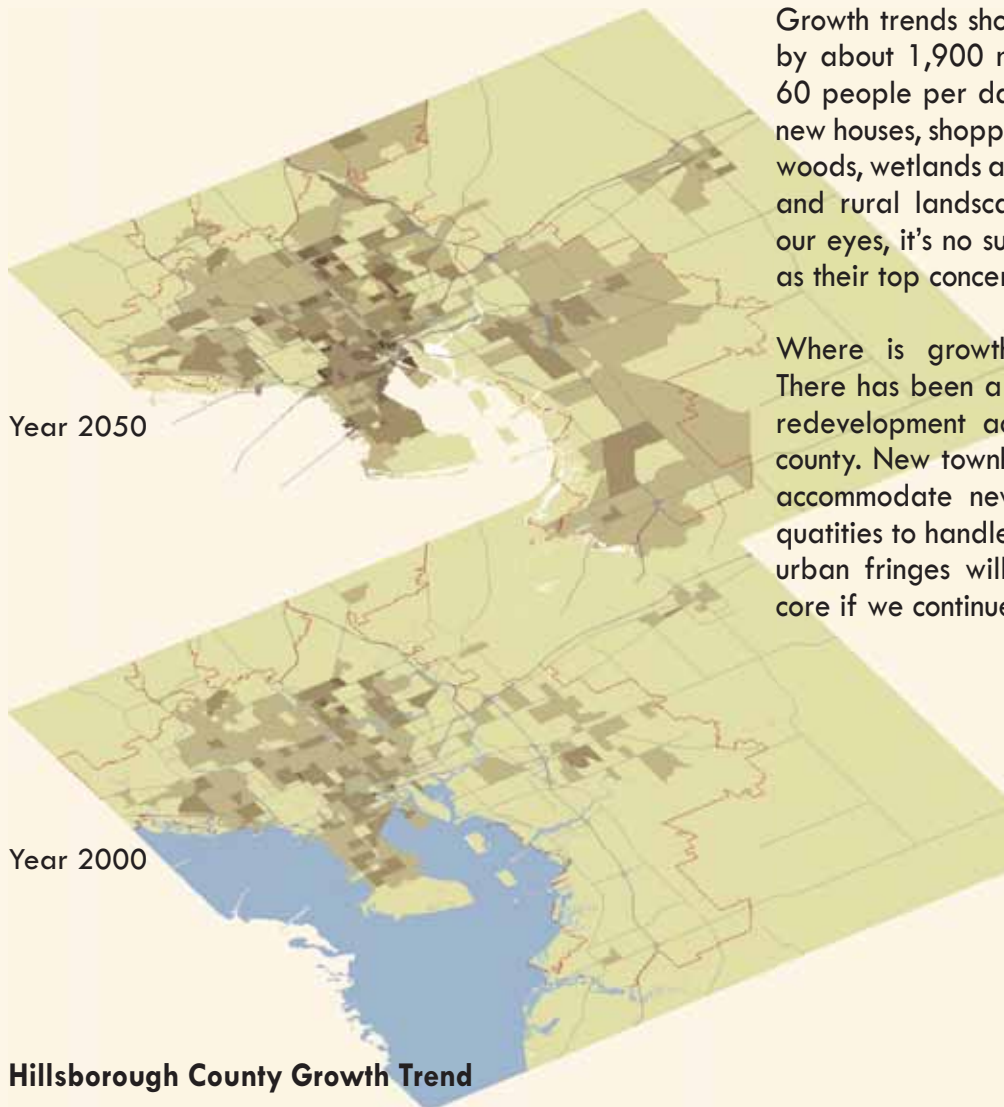 Growth trends sho
by about 1,900 
60 people per da
new houses, shopp
woods, wetlands a
and rural landsca
our eyes, it's no su
as their top concer
Where is growth
There has been a
redevelopment ac
county. New townh
accommodate nev
quatities to handle
urban fringes will
core if we continue
Year 2050
Year 2000
Hillsborough County Growth Trend